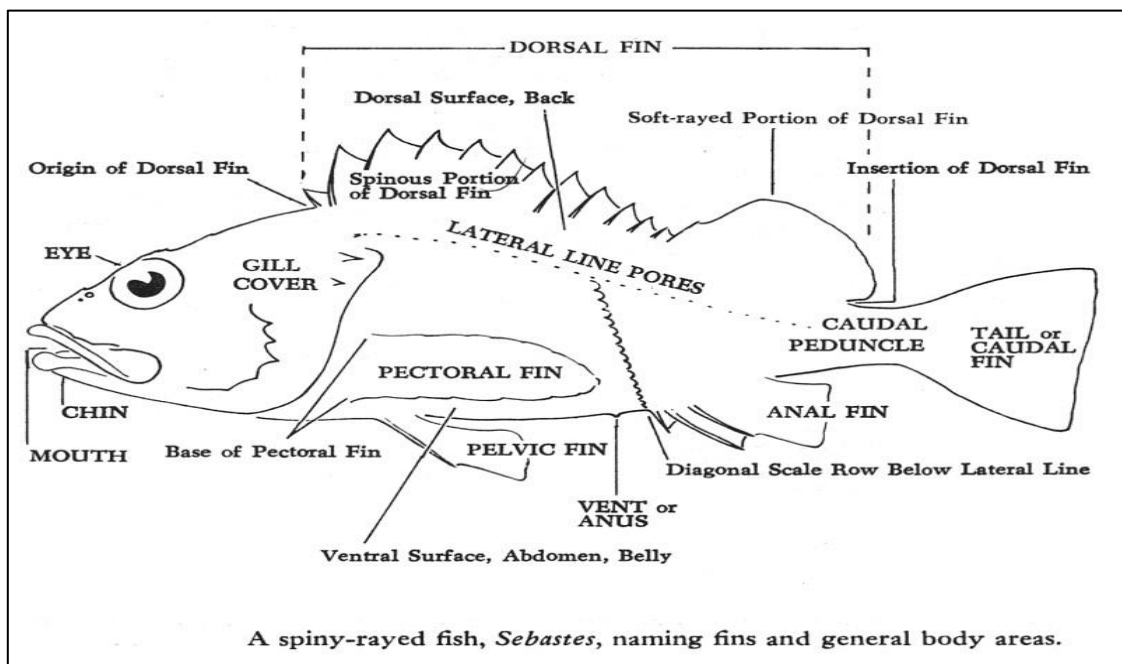 DORSAL FIN
Dorsal Surface, Back
Soft-rayed Portion of Dorsal Fin
Origin of Dorsal Fin
Spinous Portion
of Dorsal Fin
Insertion of Dorsal Fin
EYE
GILL
COVER
LATERAL LINE PORES
CAUDAL
PEDUNCLE
TAIL or
CAUDAL
FIN
PECTORAL FIN
CHIN
ANAL FIN
MOUTH
Base of Pectoral Fin
PELVIC FIN
Diagonal Scale Row Below Lateral Line
VENT or
ANUS
Ventral Surface, Abdomen, Belly
A spiny-rayed fish, Sebastes, naming fins and general body areas.